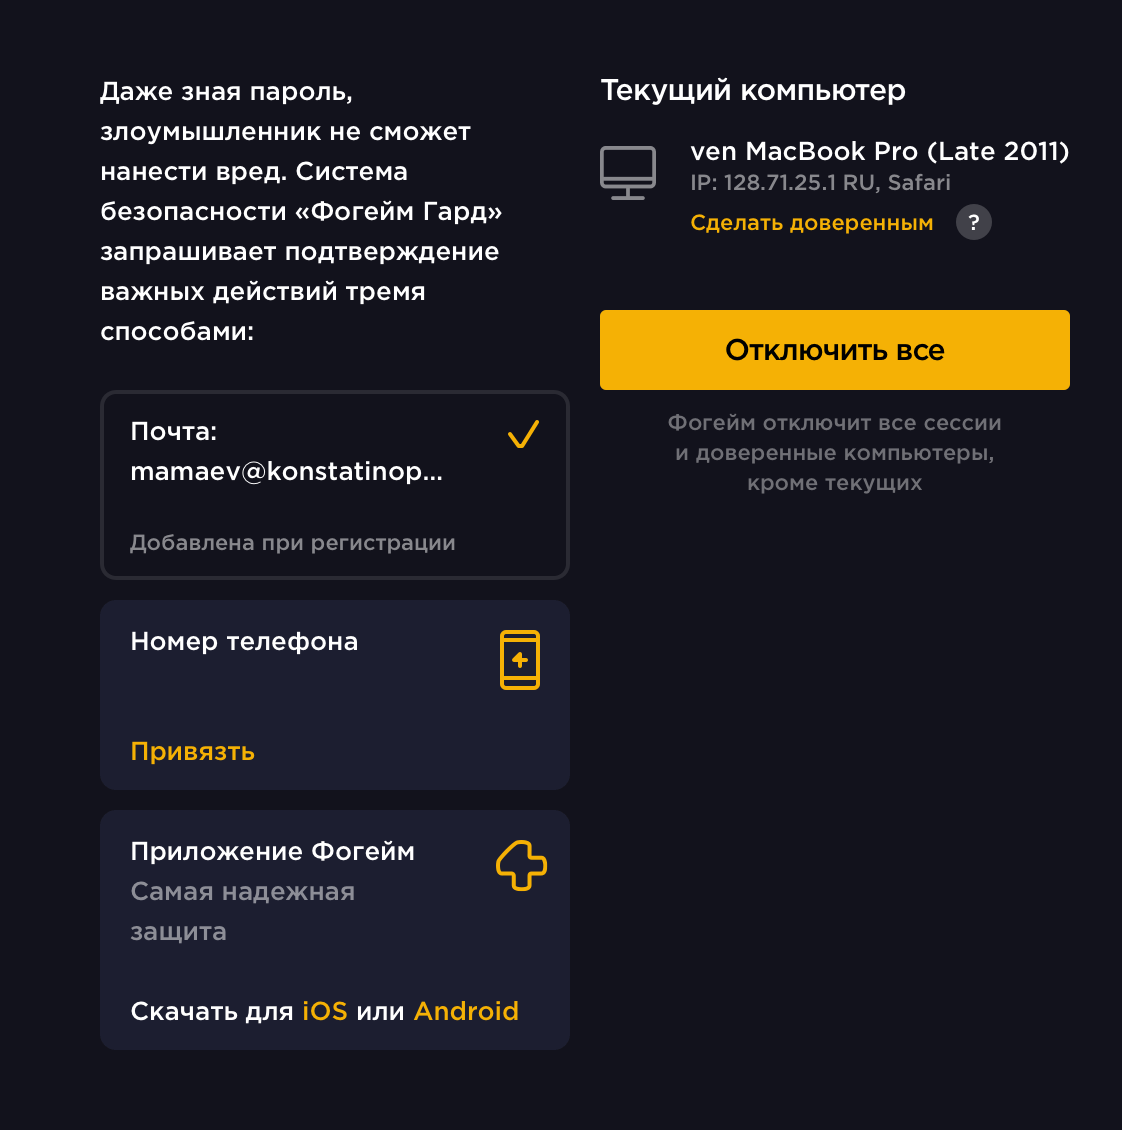 Даже зная пароль,
злоумышленник не сможет
нанести вред. Система
безопасности «Фогейм Гард»
запрашивает подтверждение
важных действий тремя
способами:
Почта:
mamaev@konstatinop...
Добавлена при регистрации
Номер телефона
Привязть
Приложение Фогейм
Самая надежная
защита
Скачать для iOS или Android
Текущий компьютер
ven MacBook Pro (Late 2011)
IP: 128.71.25.1 RU, Safari
Сделать доверенным ?
Отключить все
Фогейм отключит все сессии
и доверенные компьютеры,
кроме текущих